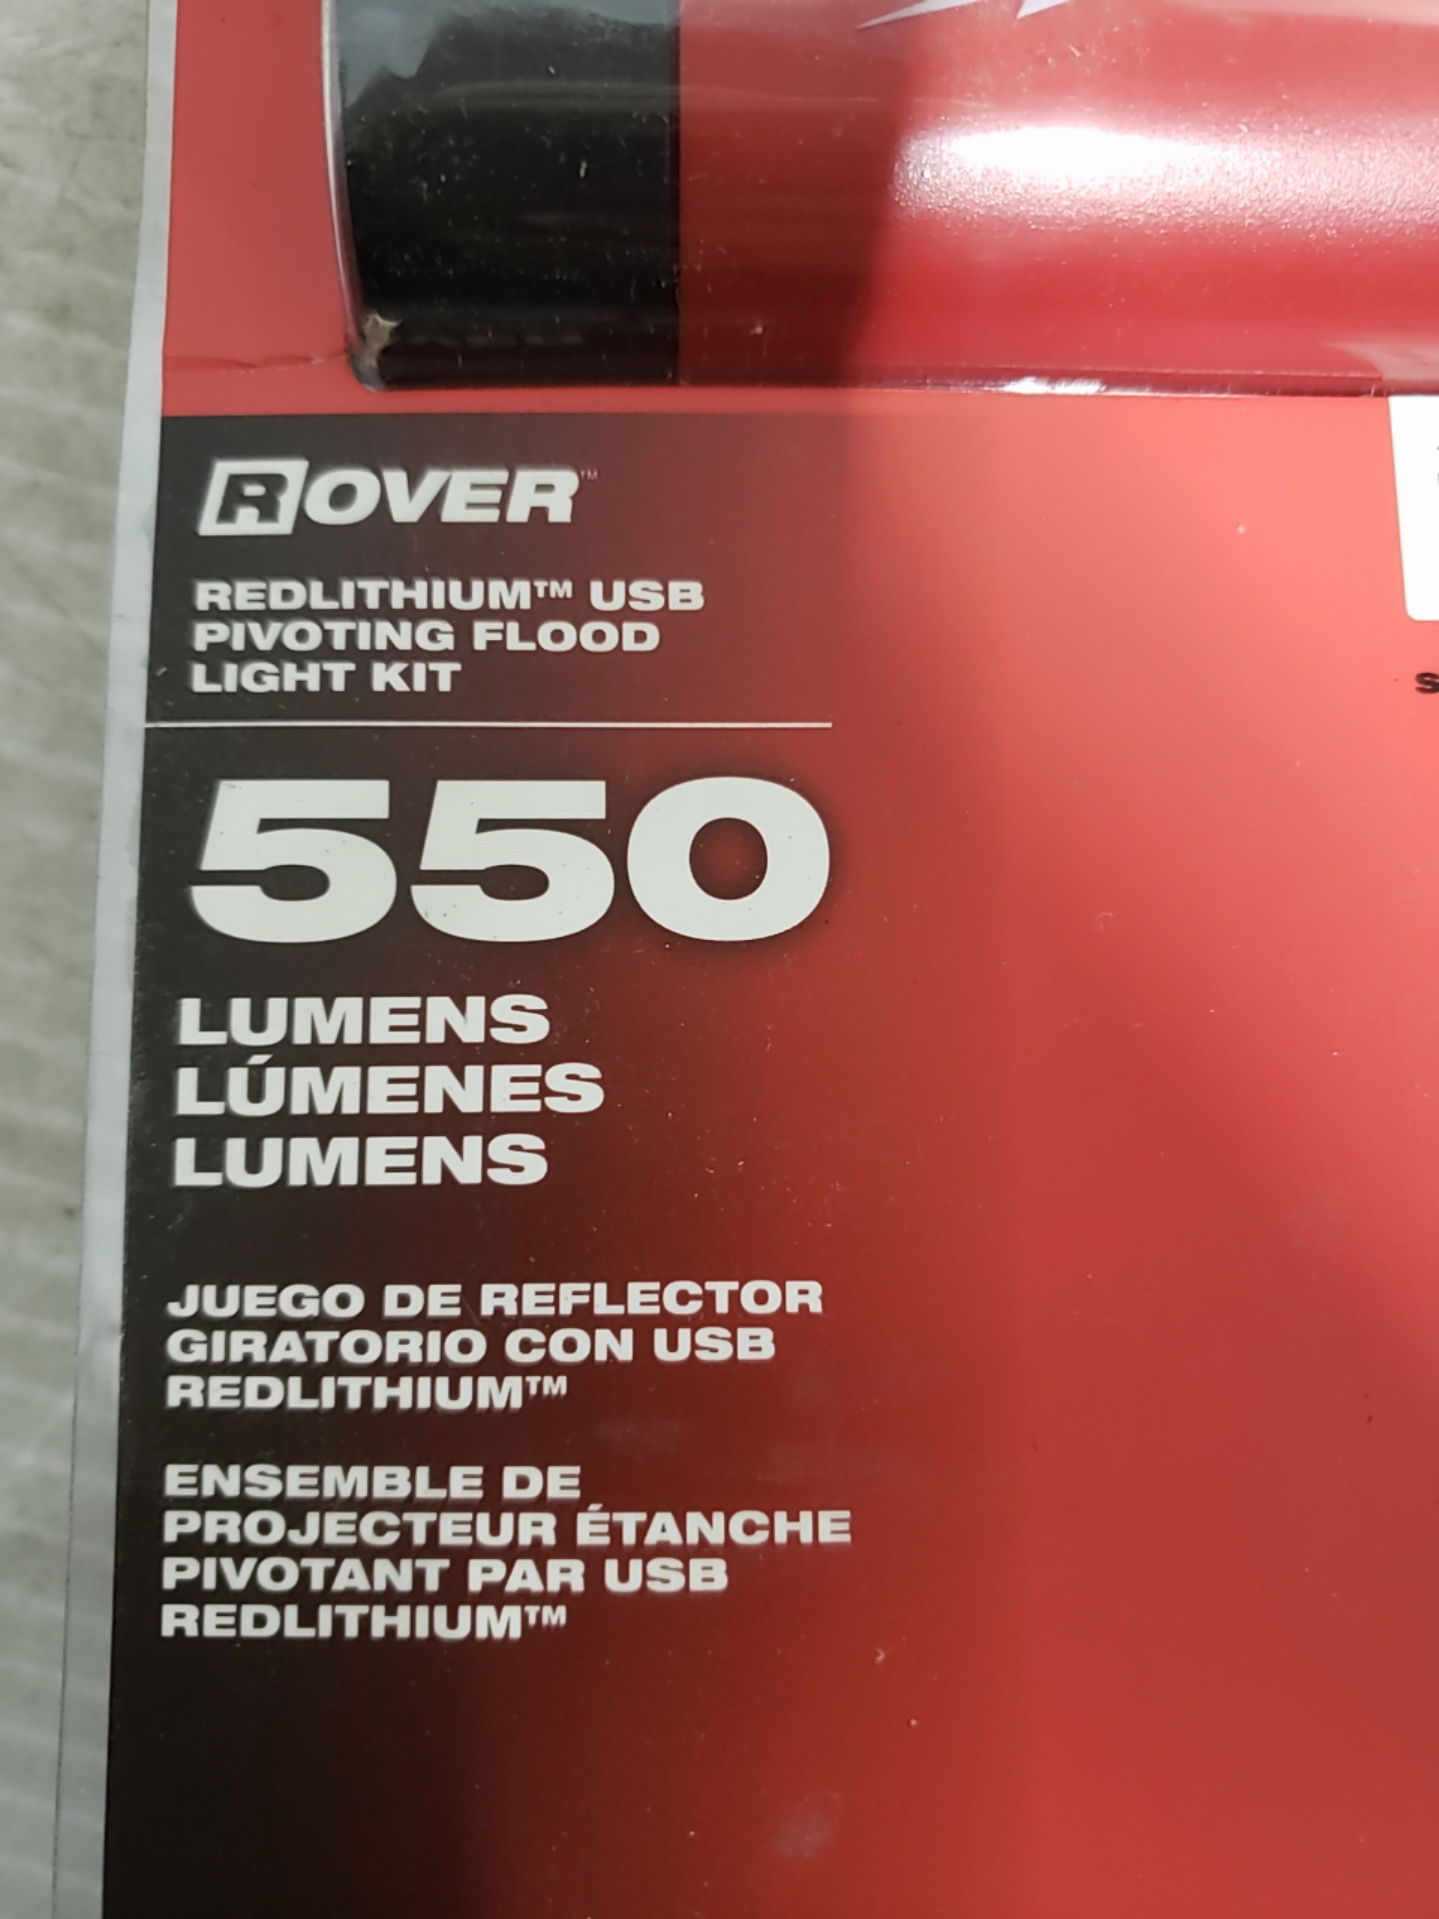 ROVER™
REDLITHIUM™ USB
PIVOTING FLOOD
LIGHT KIT
550
LUMENS
LÚMENES
LUMENS
JUEGO DE REFLECTOR
GIRATORIO CON USB
REDLITHIUM™
ENSEMBLE DE
PROJECTEUR ÉTANCHE
PIVOTANT PAR USB
REDLITHIUM™